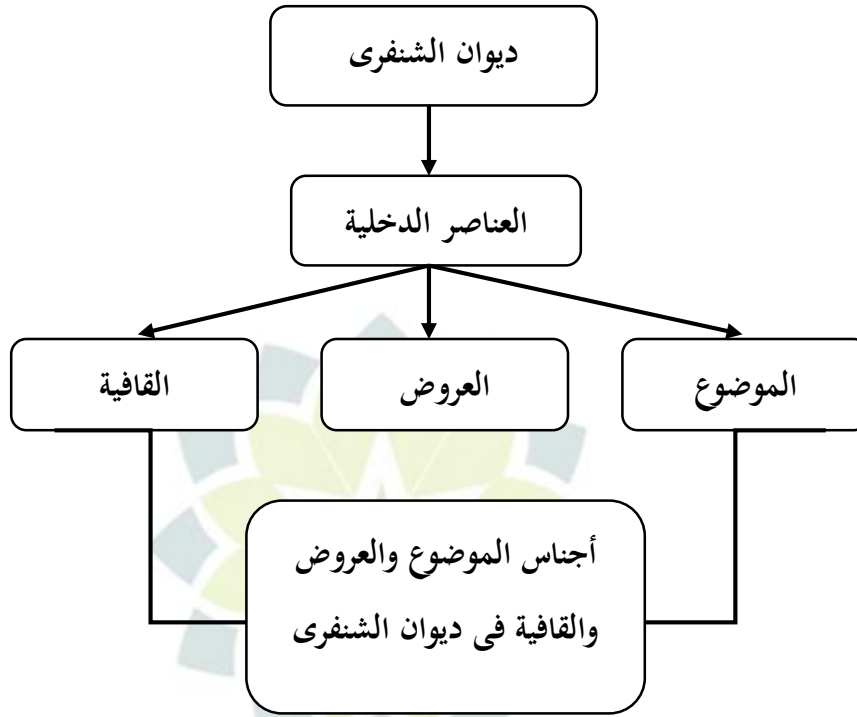 ديوان الشنفرى
العناصر الدخلية
الموضوع
العروض
القافية
أجناس الموضوع والعروض
والقافية فى ديوان الشنفرى